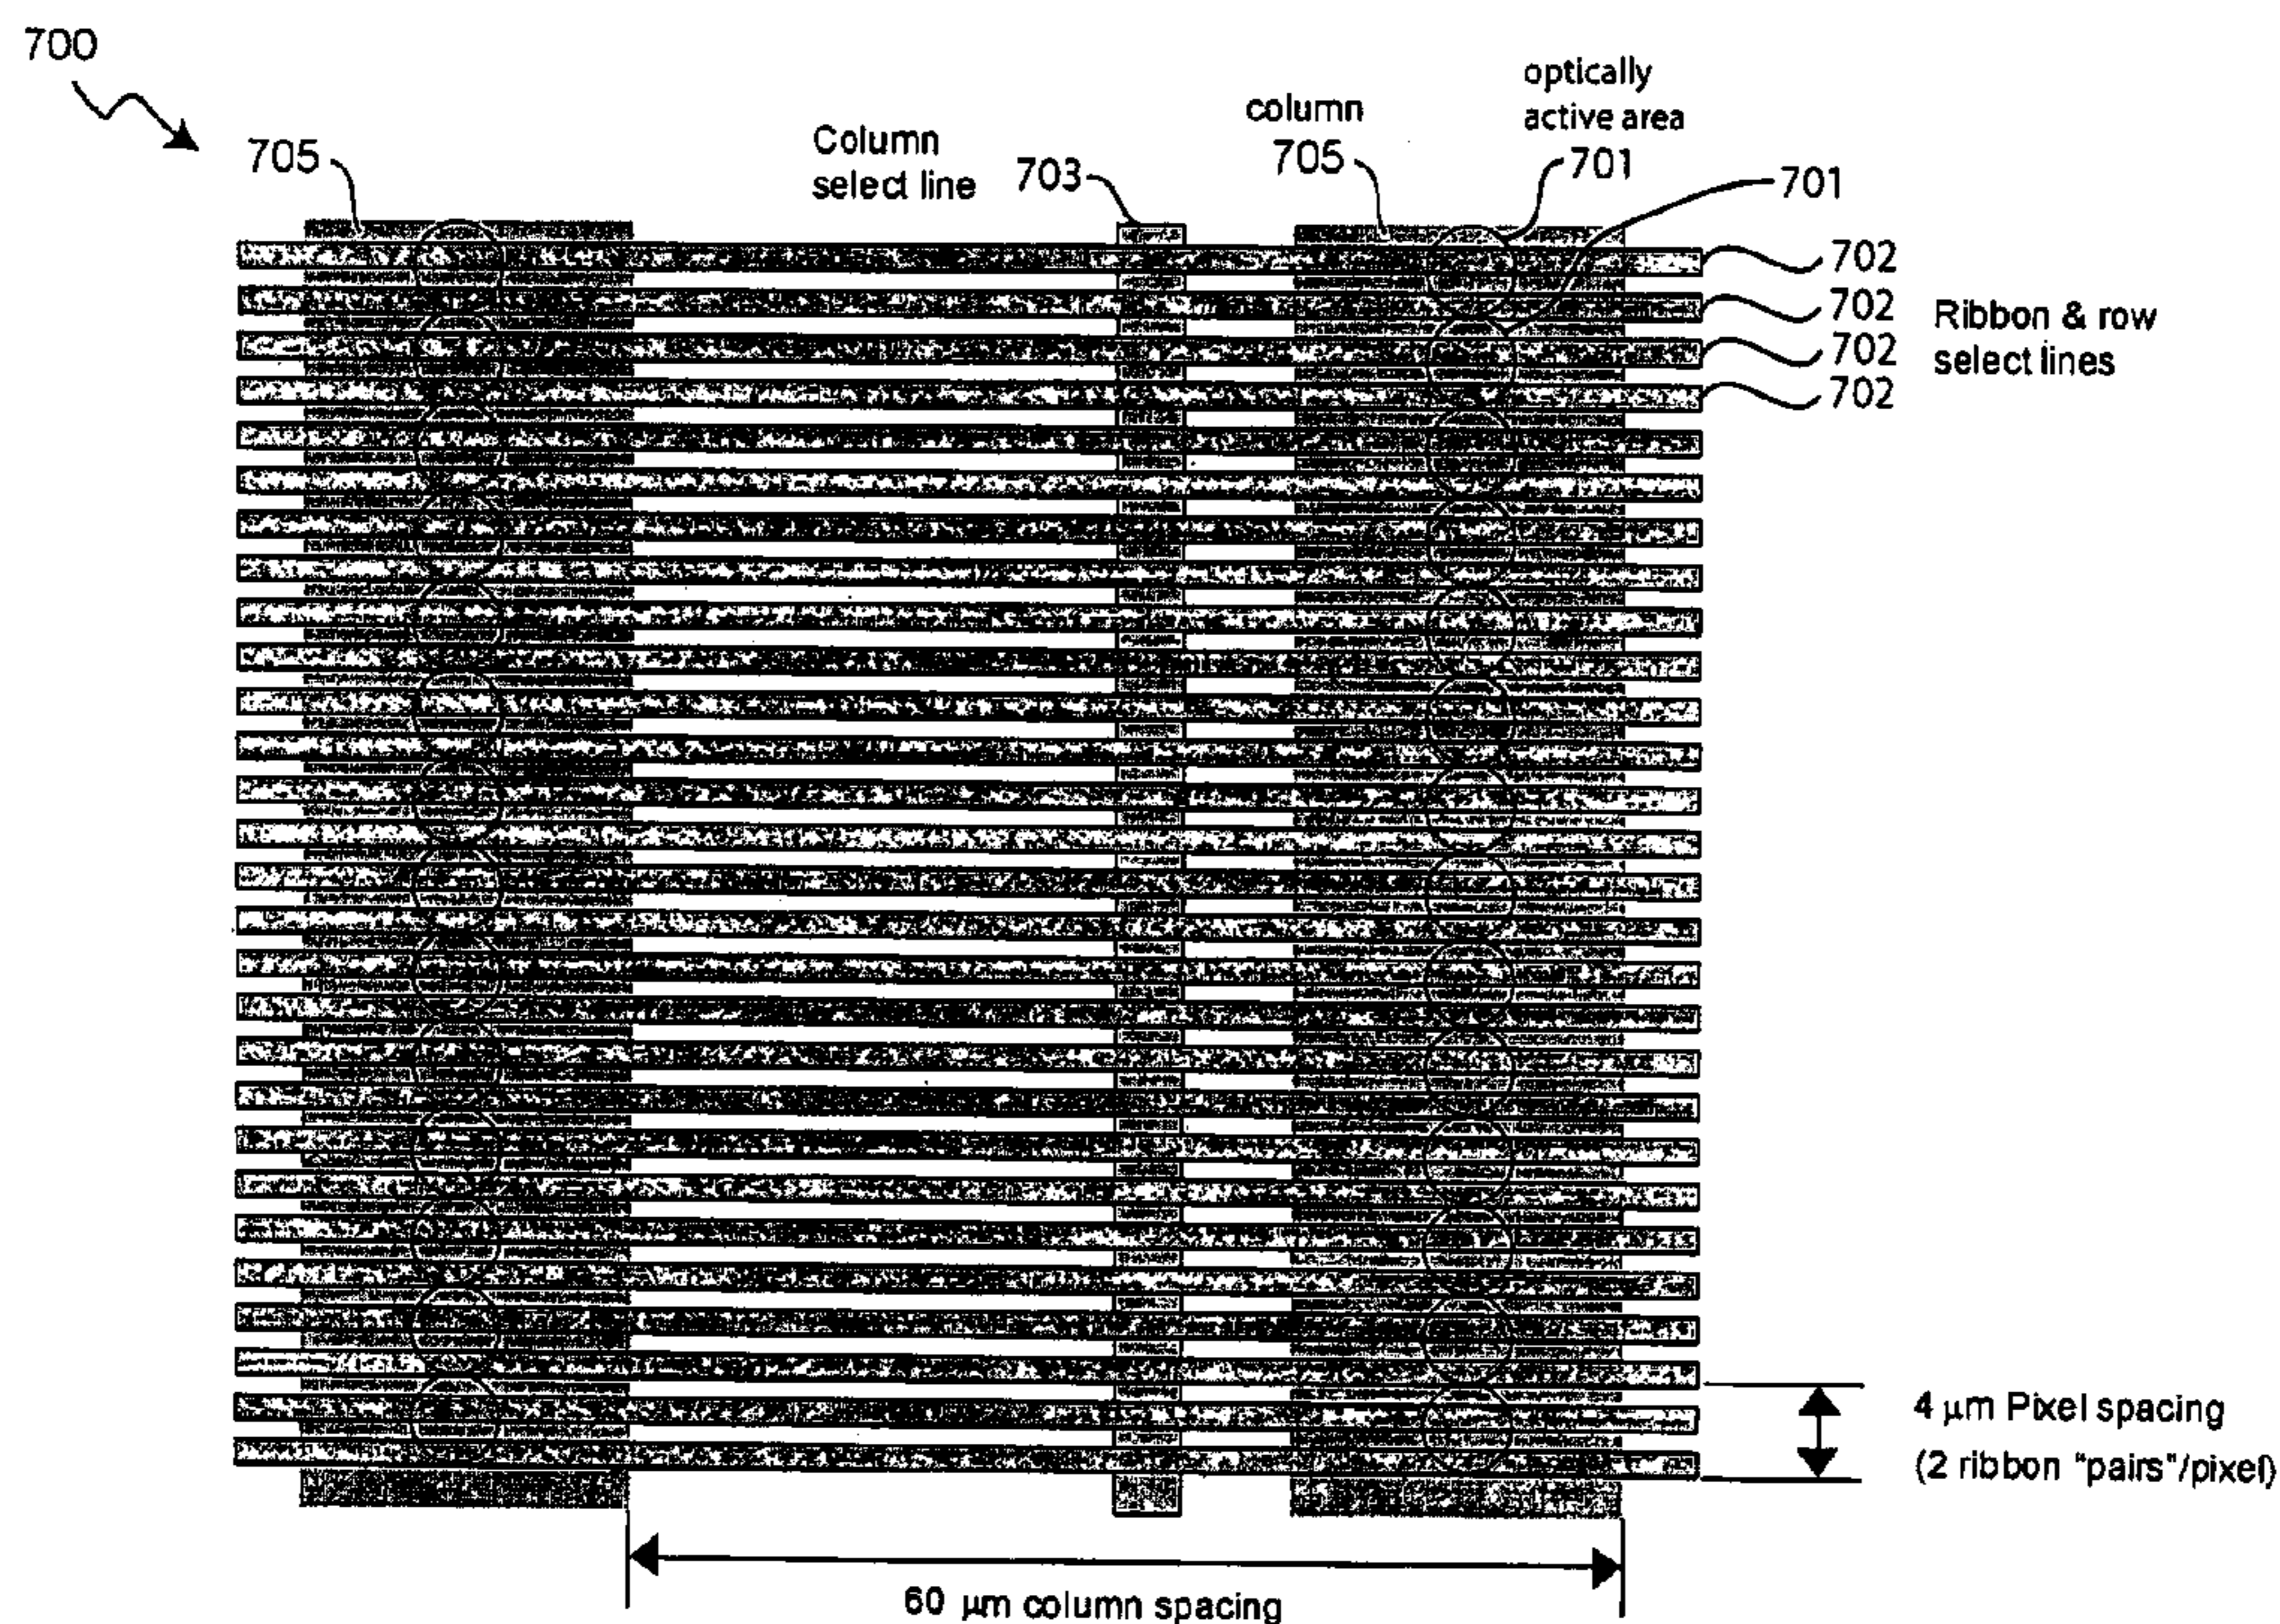 700
optically
active area
701
column
705
Column
select line
703
705
701
702
702
Ribbon & row
select lines
702
702
4 µm Pixel spacing
(2 ribbon "pairs"/pixel)
60 µm column spacing